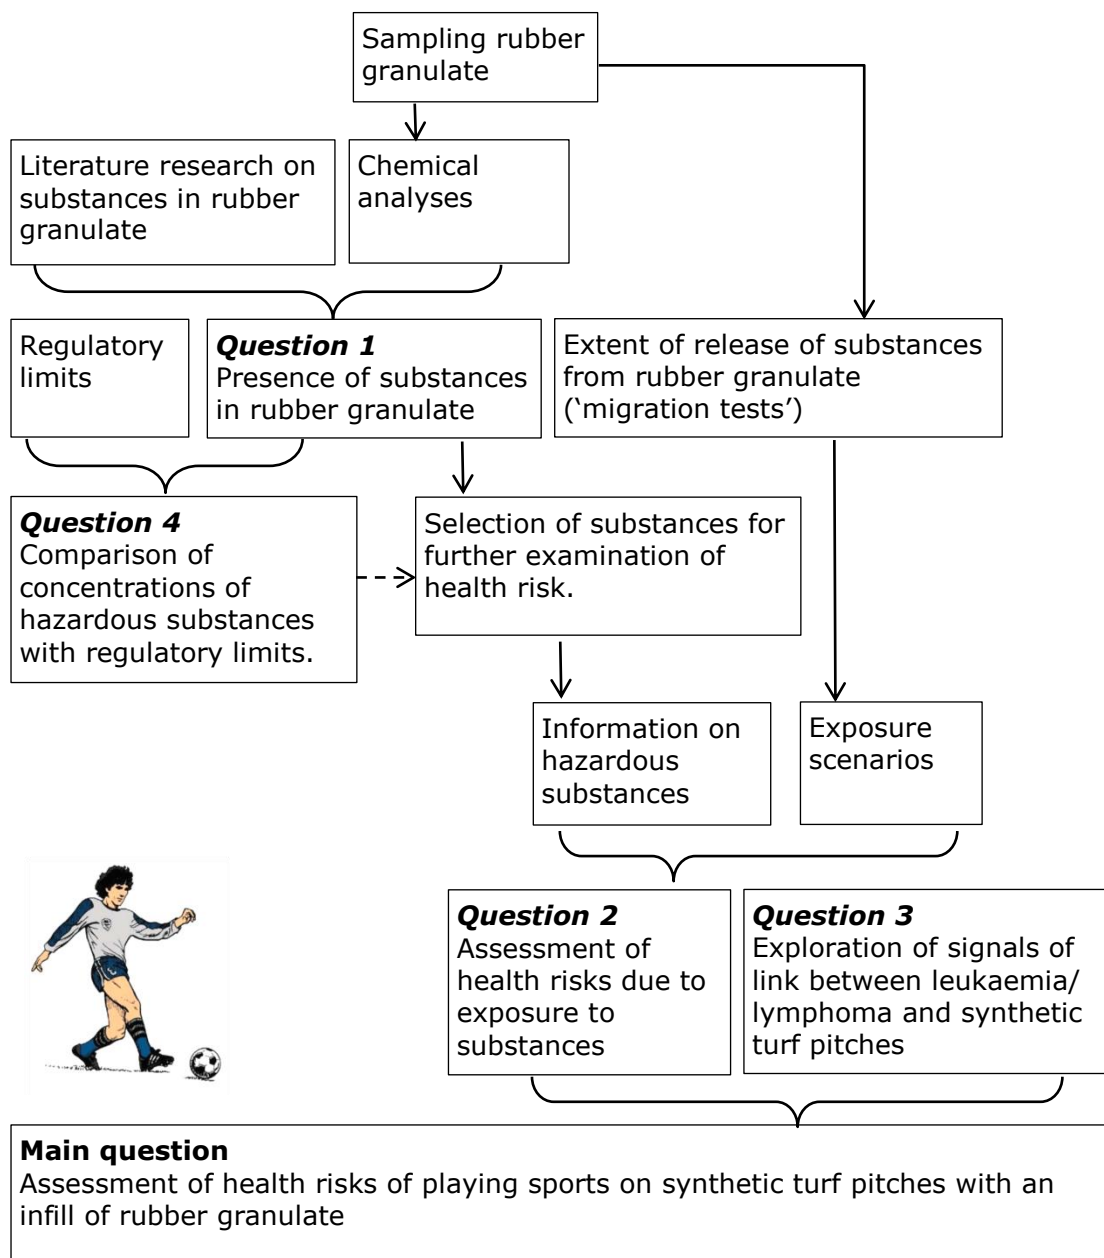 Sampling rubber
granulate
Literature research on
substances in rubber
granulate
Chemical
analyses
Regulatory
limits
Question 1
Presence of substances
in rubber granulate
Extent of release of substances
from rubber granulate
(‘migration tests’)
Question 4
Comparison of
concentrations of
hazardous substances
with regulatory limits.
Selection of substances for
further examination of
health risk.
Information on
hazardous
substances
Exposure
scenarios
Question 2
Assessment of
health risks due to
exposure to
substances
Question 3
Exploration of signals of
link between leukaemia/
lymphoma and synthetic
turf pitches
Main question
Assessment of health risks of playing sports on synthetic turf pitches with an
infill of rubber granulate